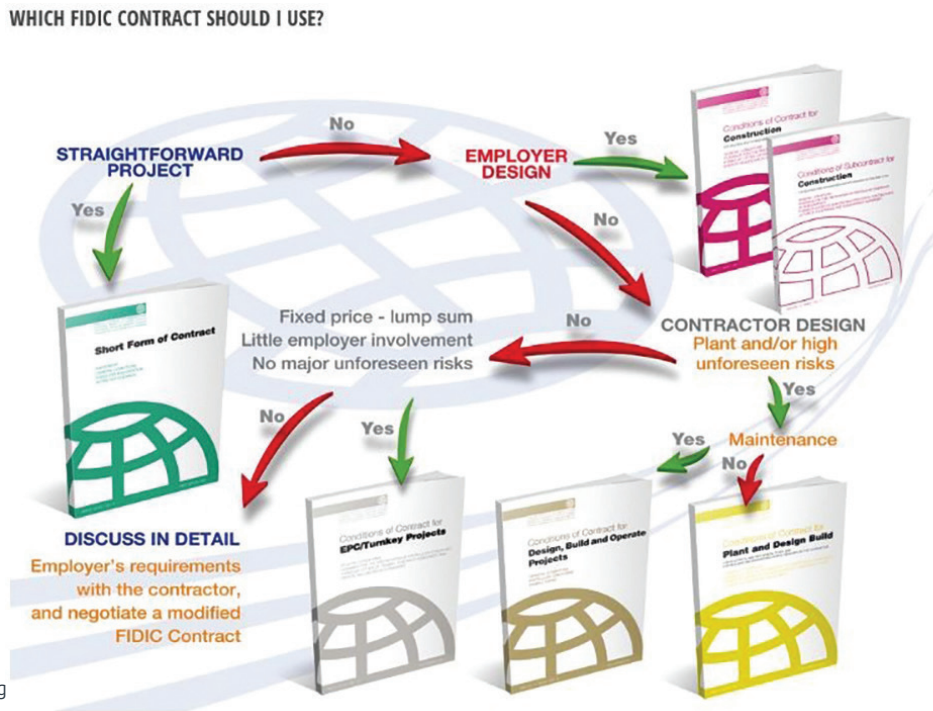 WHICH FIDIC CONTRACT SHOULD I USE?
No
STRAIGHTFORWARD
PROJECT
EMPLOYER
DESIGN
Yes
Conditions of Contract for
Construction
Conditions of Subcontract for
Construction
Yes
No
Short Form of Contract
Fixed price - lump sum
Little employer involvement
No major unforeseen risks
No
CONTRACTOR DESIGN
Plant and/or high
unforeseen risks
No
Yes
Yes
Yes
Maintenance
No
DISCUSS IN DETAIL
Employer's requirements
with the contractor,
and negotiate a modified
FIDIC Contract
Conditions of Contract for
EPC/Turnkey Projects
Conditions of Contract for
Design, Build and Operate
Projects
Conditions of Contract for
Plant and Design Build
g